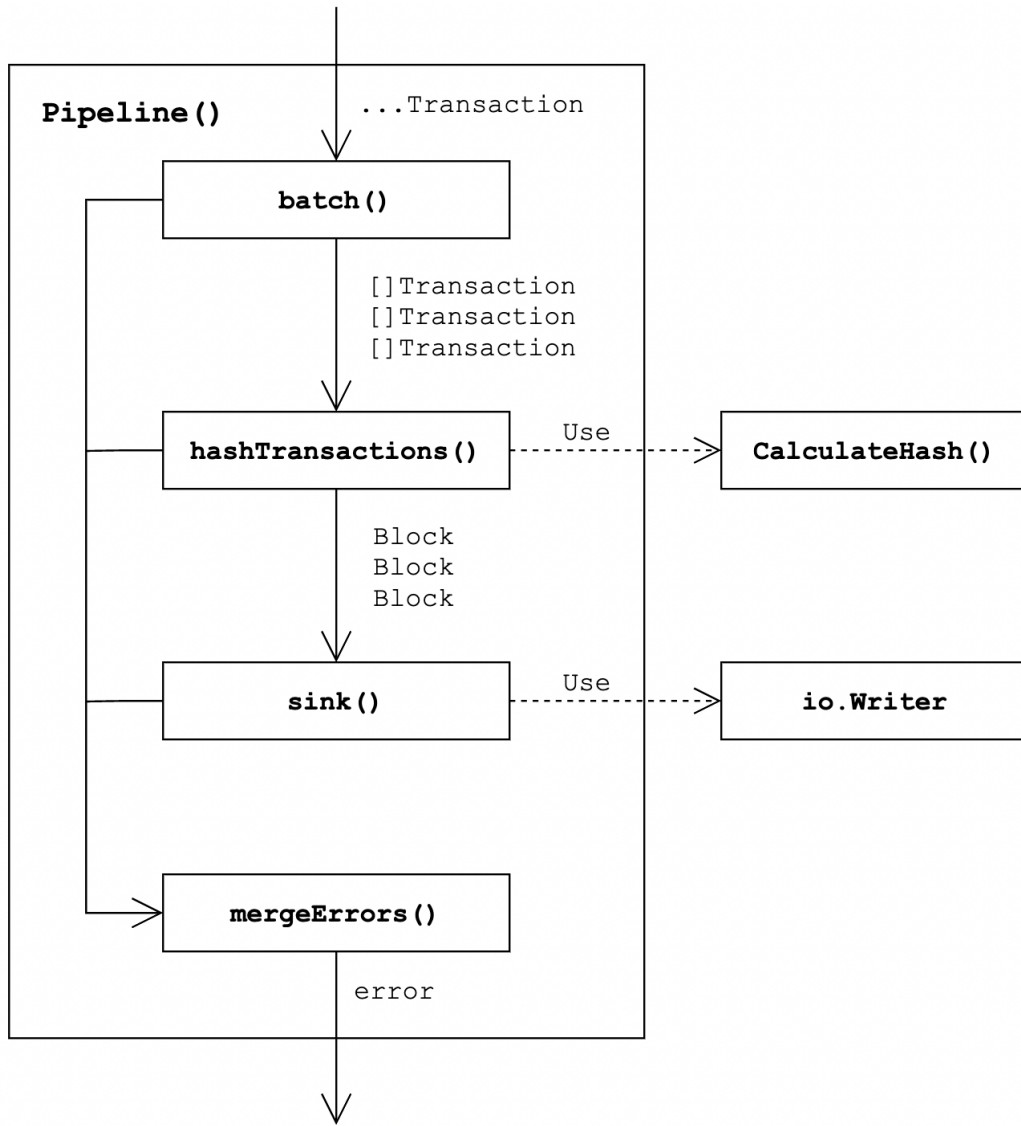 Pipeline()
...Transaction
batch()
[]Transaction
[]Transaction
[]Transaction
hashTransactions()
Use
CalculateHash()
Block
Block
Block
sink()
Use
io.Writer
mergeErrors()
error